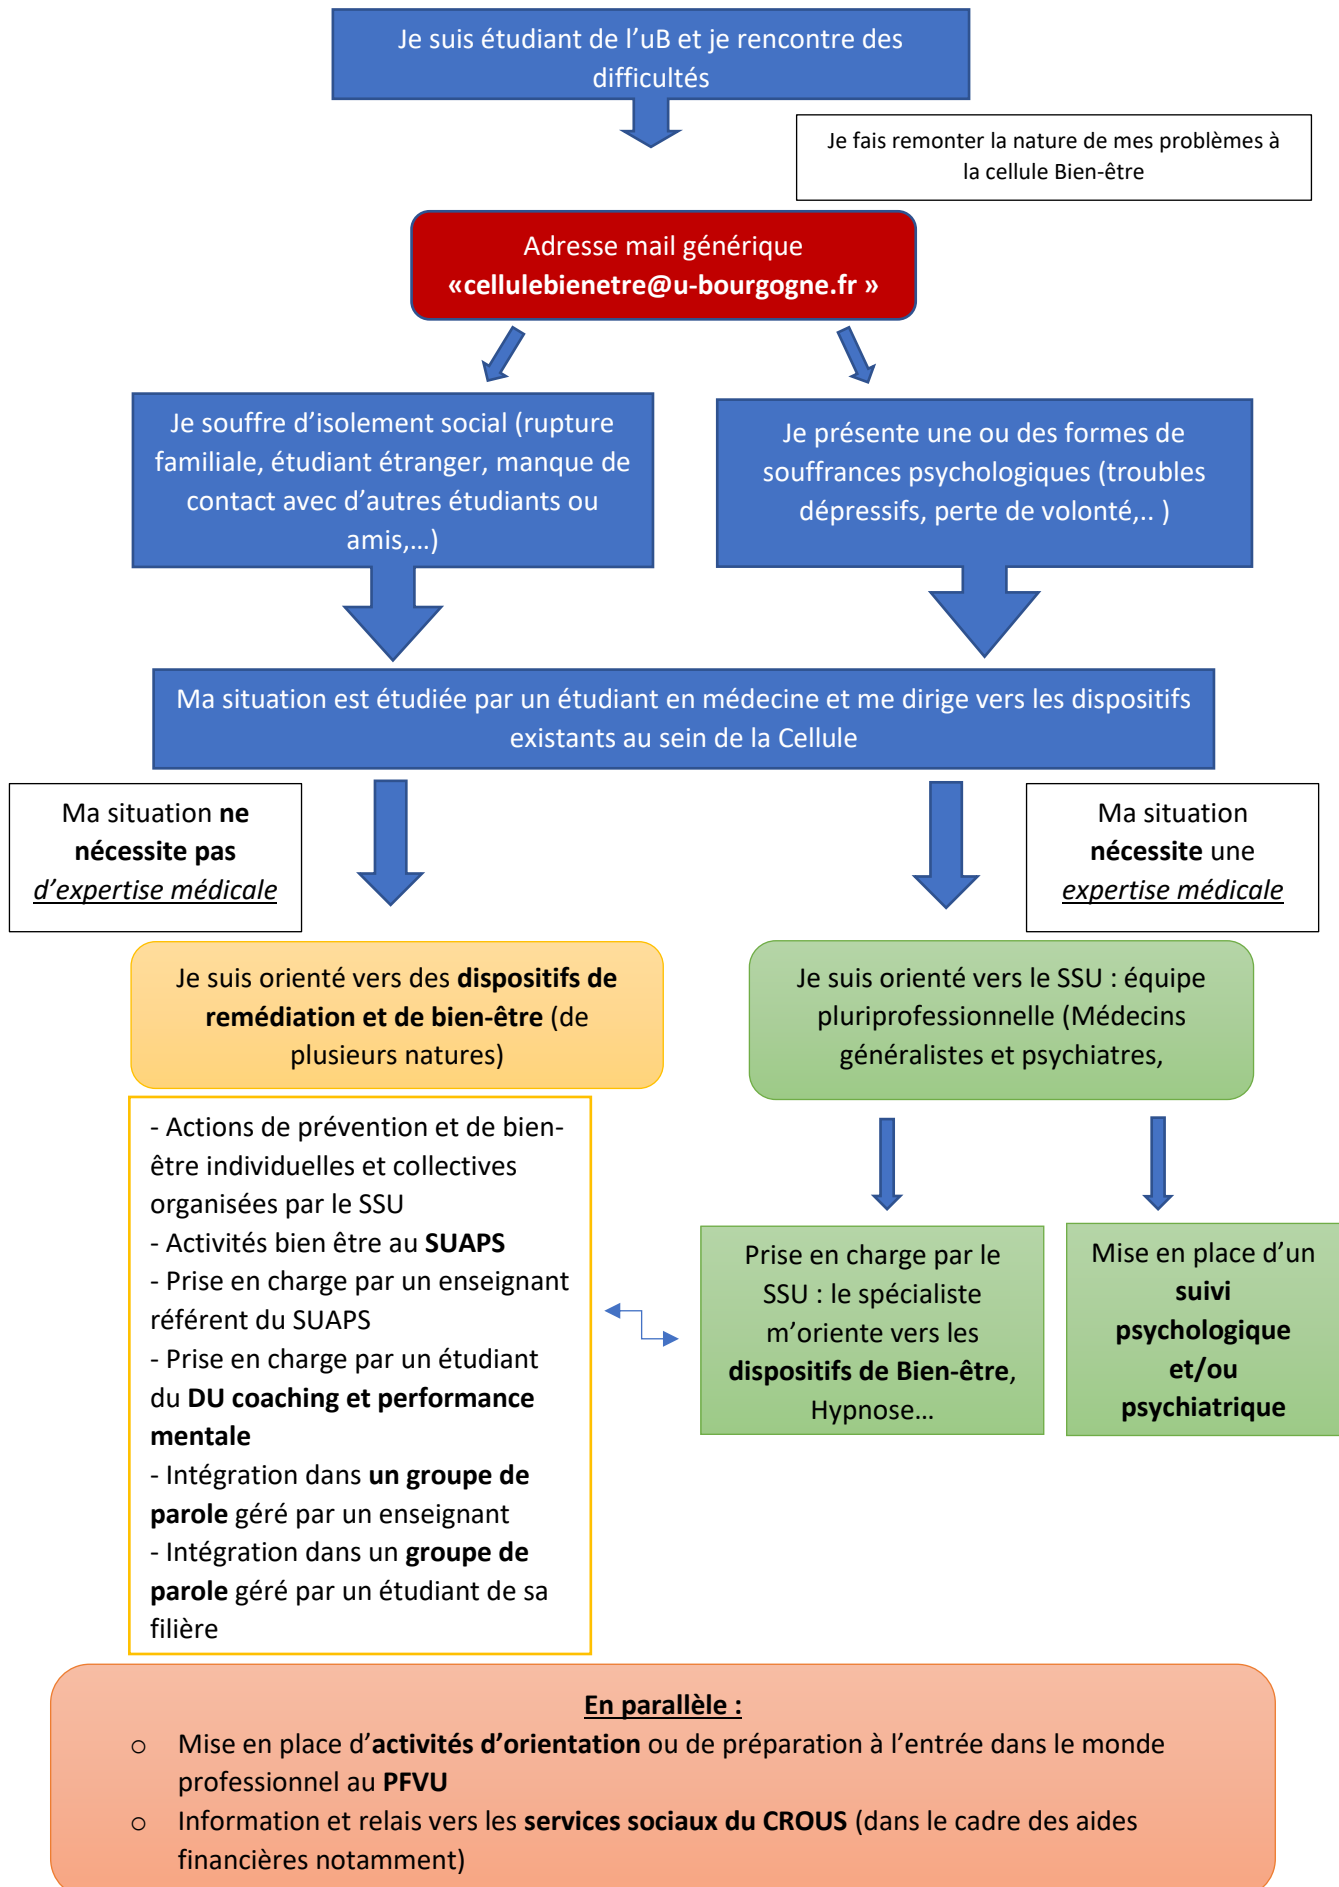 Je suis étudiant de l’uB et je rencontre des
difficultés
Je fais remonter la nature de mes problèmes à
la cellule Bien-être
Adresse mail générique
«cellulebienetre@u-bourgogne.fr »
Je souffre d’isolement social (rupture
familiale, étudiant étranger, manque de
contact avec d’autres étudiants ou
amis,…)
Je présente une ou des formes de
souffrances psychologiques (troubles
dépressifs, perte de volonté,.. )
Ma situation est étudiée par un étudiant en médecine et me dirige vers les dispositifs
existants au sein de la Cellule
Ma situation ne
nécessite pas
d’expertise médicale
Ma situation
nécessite une
expertise médicale
Je suis orienté vers des dispositifs de
remédiation et de bien-être (de
plusieurs natures)
Je suis orienté vers le SSU : équipe
pluriprofessionnelle (Médecins
généralistes et psychiatres,
- Actions de prévention et de bien-
être individuelles et collectives
organisées par le SSU
- Activités bien être au SUAPS
- Prise en charge par un enseignant
référent du SUAPS
- Prise en charge par un étudiant
du DU coaching et performance
mentale
- Intégration dans un groupe de
parole géré par un enseignant
- Intégration dans un groupe de
parole géré par un étudiant de sa
filière
Prise en charge par le
SSU : le spécialiste
m’oriente vers les
dispositifs de Bien-être,
Hypnose…
Mise en place d’un
suivi
psychologique
et/ou
psychiatrique
En parallèle :
o Mise en place d’activités d’orientation ou de préparation à l’entrée dans le monde
professionnel au PFVU
o Information et relais vers les services sociaux du CROUS (dans le cadre des aides
financières notamment)